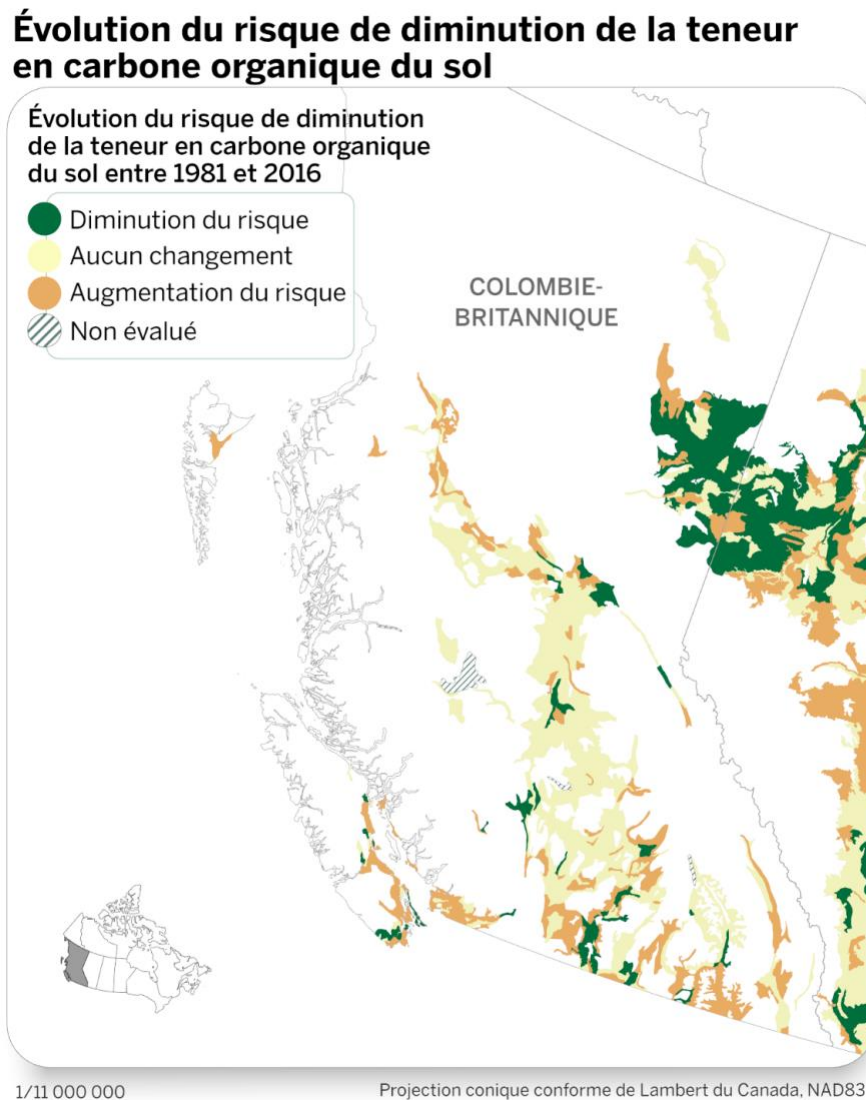 Évolution du risque de diminution de la teneur
en carbone organique du sol
Évolution du risque de diminution
de la teneur en carbone organique
du sol entre 1981 et 2016
Diminution du risque
Aucun changement
Augmentation du risque
Non évalué
COLOMBIE-
BRITANNIQUE
1/11 000 000
Projection conique conforme de Lambert du Canada, NAD83